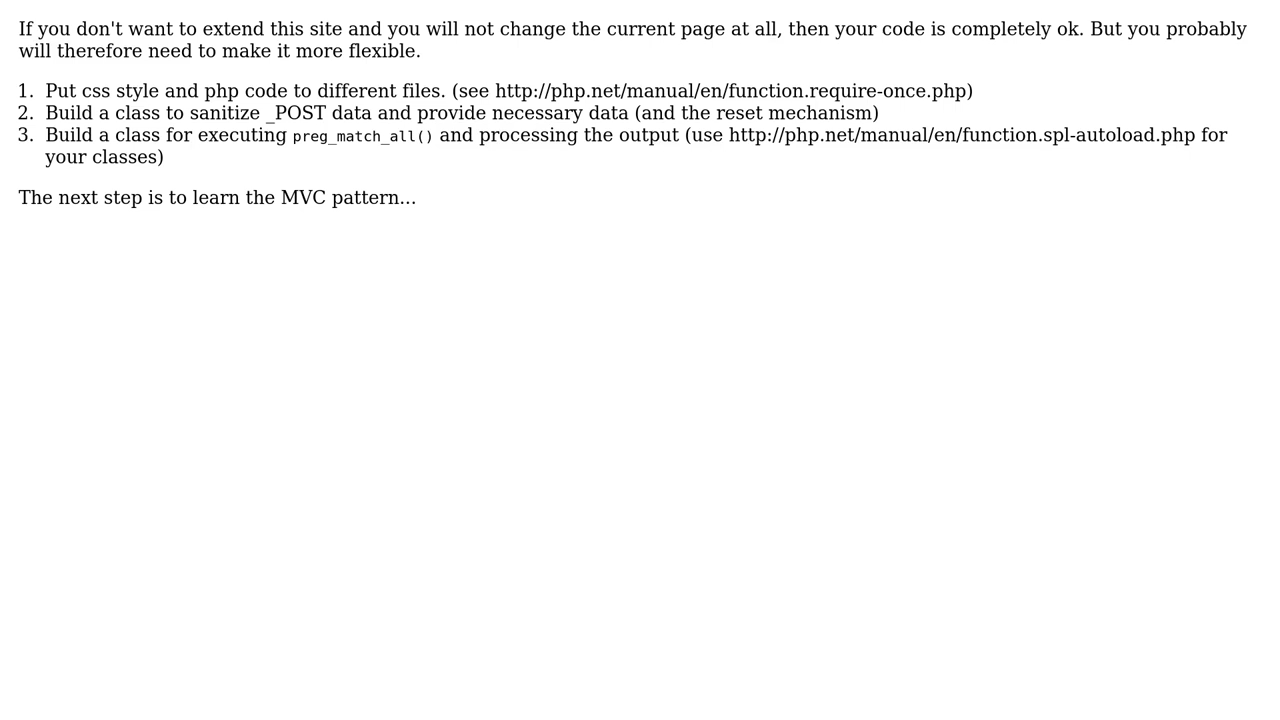 If you don't want to extend this site and you will not change the current page at all, then your code is completely ok. But you probably
will therefore need to make it more flexible.
1. Put css style and php code to different files. (see http://php.net/manual/en/function.require-once.php)
2. Build a class to sanitize _POST data and provide necessary data (and the reset mechanism)
3. Build a class for executing preg_match_all() and processing the output (use http://php.net/manual/en/function.spl-autoload.php for
your classes)
The next step is to learn the MVC pattern...